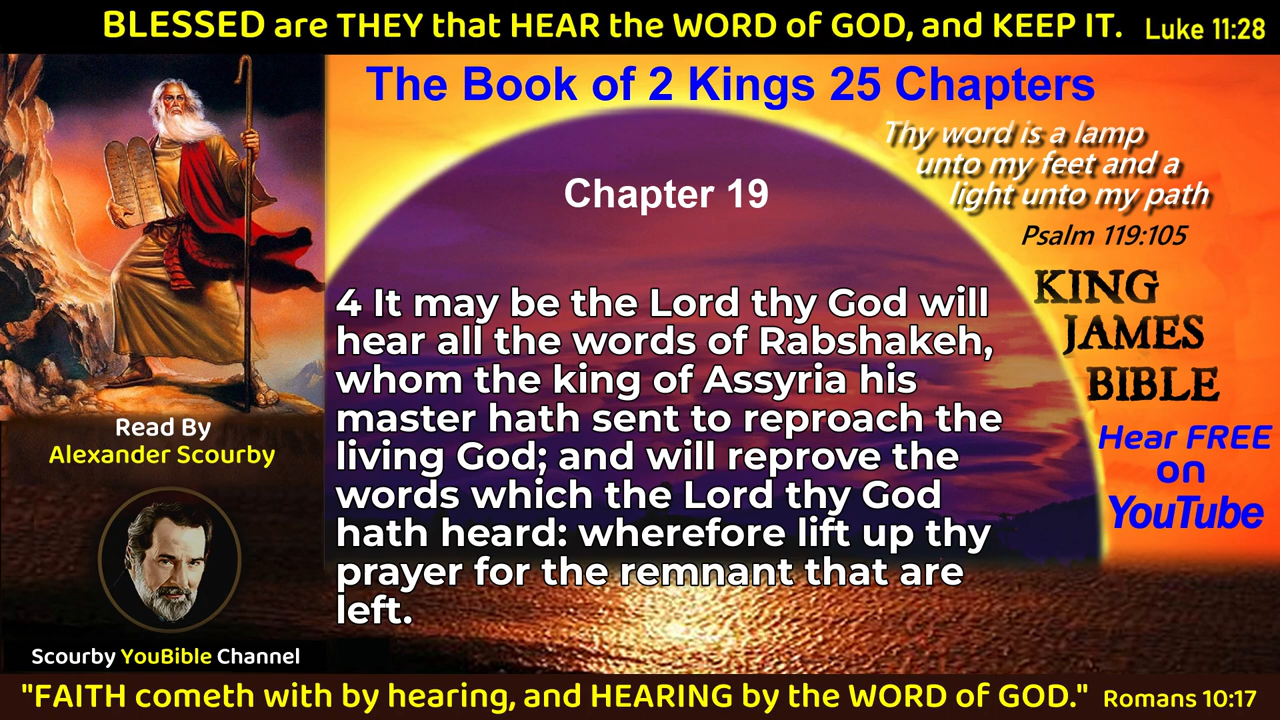 BLESSED are THEY that HEAR the WORD of GOD, and KEEP IT. Luke 11:28
The Book of 2 Kings 25 Chapters
Thy word is a lamp
unto my feet and a
light unto my path
Psalm 119:105
Chapter 19
KING
JAMES
BIBLE
4 It may be the Lord thy God will
hear all the words of Rabshakeh,
whom the king of Assyria his
master hath sent to reproach the
living God; and will reprove the
words which the Lord thy God
hath heard: wherefore lift up thy
prayer for the remnant that are
left.
Hear FREE
on
YouTube
Read By
Alexander Scourby
Scourby YouBible Channel
"FAITH cometh with by hearing, and HEARING by the WORD of GOD." Romans 10:17